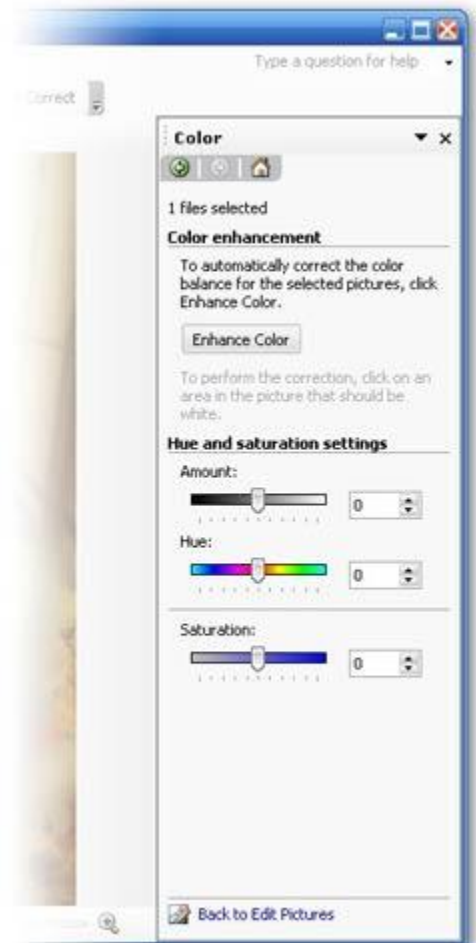 Type a question for help
Correct
Color
1 files selected
Color enhancement
To automatically correct the color
balance for the selected pictures, click
Enhance Color.
Enhance Color
To perform the correction, click on an
area in the picture that should be
white.
Hue and saturation settings
Amount:
0
Hue:
0
Saturation:
0
Back to Edit Pictures